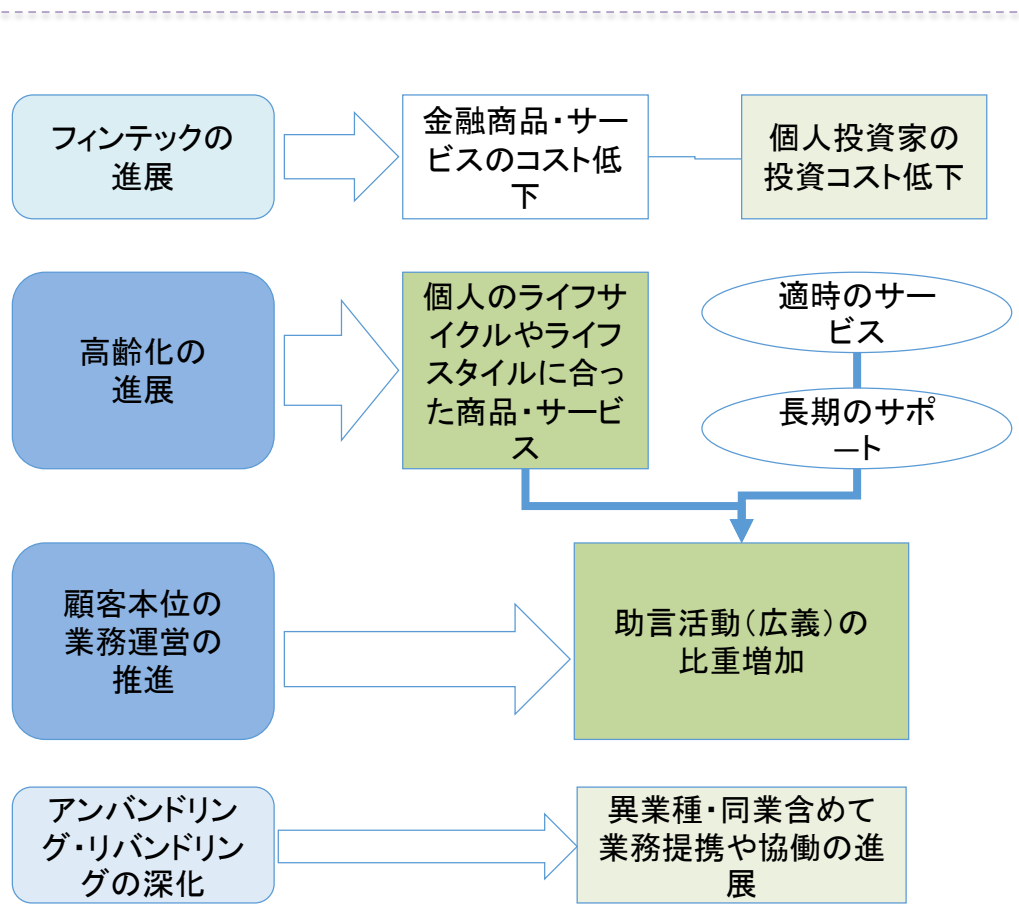 フィンテックの
進展
金融商品・サー
ビスのコスト低
下
個人投資家の
投資コスト低下
高齢化の
進展
個人のライフサ
イクルやライフ
スタイルに合っ
た商品・サービ
ス
適時のサー
ビス
長期のサポ
ート
顧客本位の
業務運営の
推進
助言活動（広義）の
比重増加
アンバンドリン
グ・リバンドリン
グの深化
異業種・同業含めて
業務提携や協働の進
展